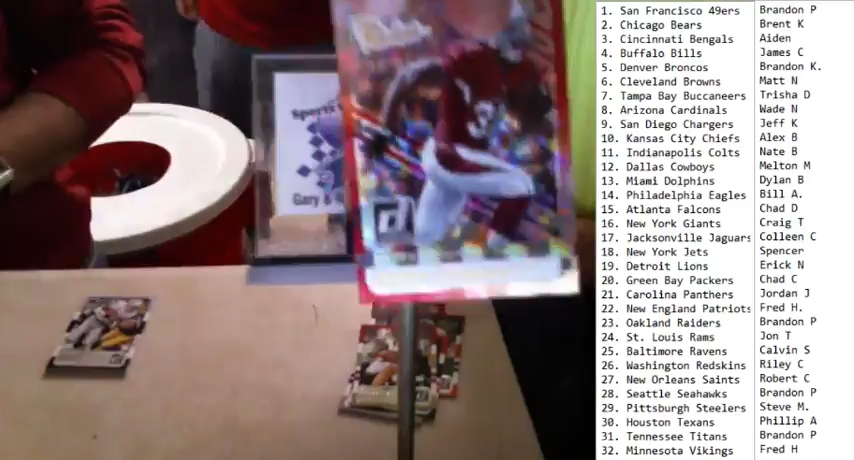 Sports
Gary &
1. San Francisco 49ers Brandon P
2. Chicago Bears Brent K
3. Cincinnati Bengals Aiden
4. Buffalo Bills James C
5. Denver Broncos Brandon K.
6. Cleveland Browns Matt N
7. Tampa Bay Buccaneers Trisha D
8. Arizona Cardinals Wade N
9. San Diego Chargers Jeff K
10. Kansas City Chiefs Alex B
11. Indianapolis Colts Nate B
12. Dallas Cowboys Melton M
13. Miami Dolphins Dylan B
14. Philadelphia Eagles Bill A.
15. Atlanta Falcons Chad D
16. New York Giants Craig T
17. Jacksonville Jaguars Colleen C
18. New York Jets Spencer
19. Detroit Lions Erick N
20. Green Bay Packers Chad C
21. Carolina Panthers Jordan J
22. New England Patriots Fred H.
23. Oakland Raiders Brandon P
24. St. Louis Rams Jon T
25. Baltimore Ravens Calvin S
26. Washington Redskins Riley C
27. New Orleans Saints Robert C
28. Seattle Seahawks Brandon P
29. Pittsburgh Steelers Steve M.
30. Houston Texans Phillip A
31. Tennessee Titans Brandon P
32. Minnesota Vikings Fred H